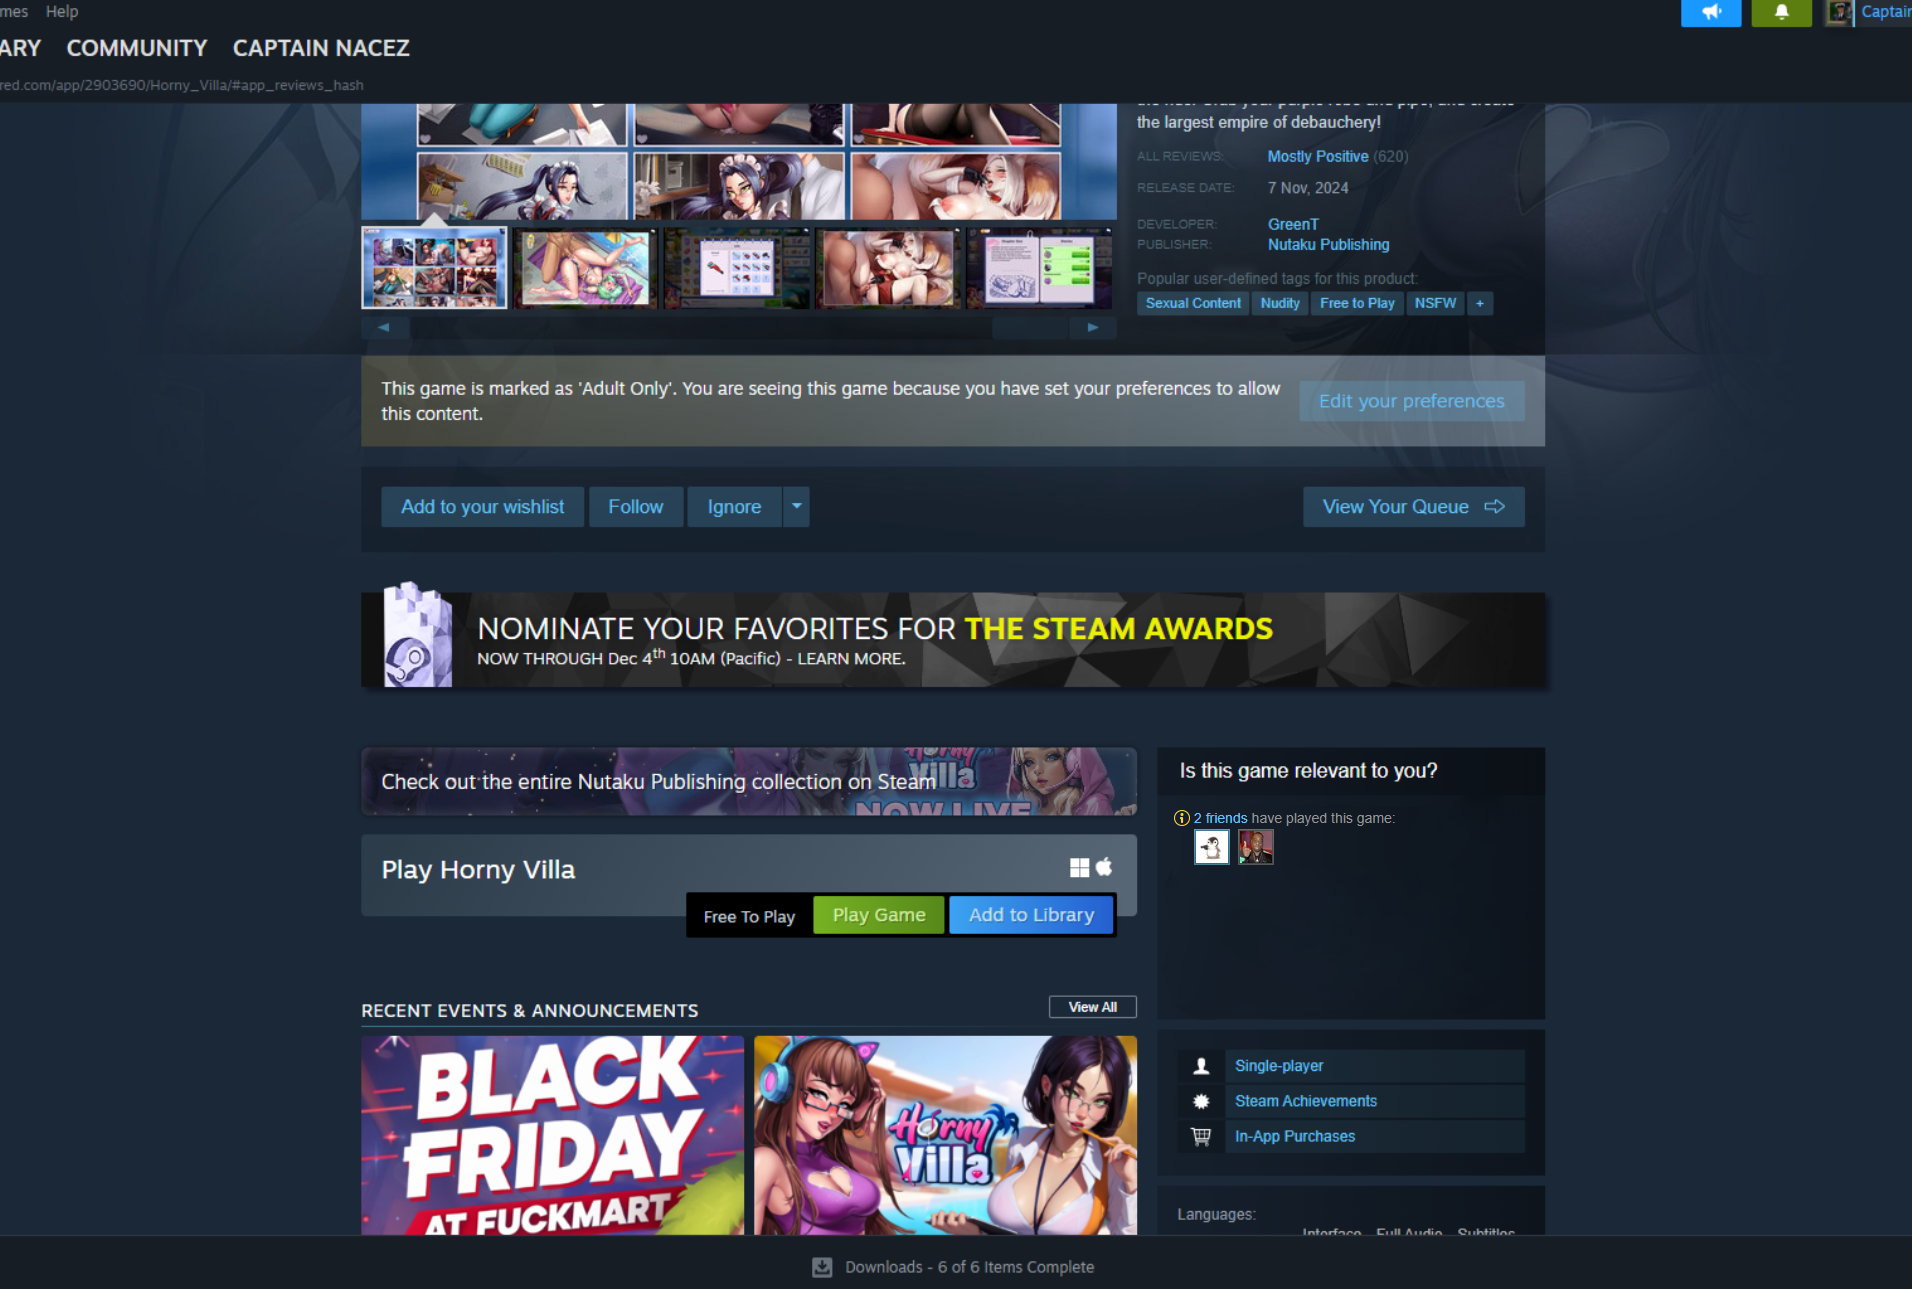 mes Help
Captain
ARY COMMUNITY CAPTAIN NACEZ
red.com/app/2903690/Horny_Villa/#app_reviews_hash
the largest empire of debauchery!
ALL REVIEWS: Mostly Positive (620)
RELEASE DATE: 7 Nov, 2024
DEVELOPER: GreenT
PUBLISHER: Nutaku Publishing
Popular user-defined tags for this product:
Sexual Content Nudity Free to Play NSFW +
This game is marked as 'Adult Only'. You are seeing this game because you have set your preferences to allow
this content.
Edit your preferences
Add to your wishlist Follow Ignore
View Your Queue
NOMINATE YOUR FAVORITES FOR THE STEAM AWARDS
NOW THROUGH Dec 4th 10AM (Pacific) - LEARN MORE.
Check out the entire Nutaku Publishing collection on Steam
Horny
Villa
NOW LIVE
Is this game relevant to you?
2 friends have played this game:
Play Horny Villa
Free To Play Play Game Add to Library
RECENT EVENTS & ANNOUNCEMENTS
View All
BLACK
FRIDAY
AT FUCKMART
Horny
Villa
Single-player
Steam Achievements
In-App Purchases
Languages:
Interface Full Audio Subtitles
Downloads - 6 of 6 Items Complete